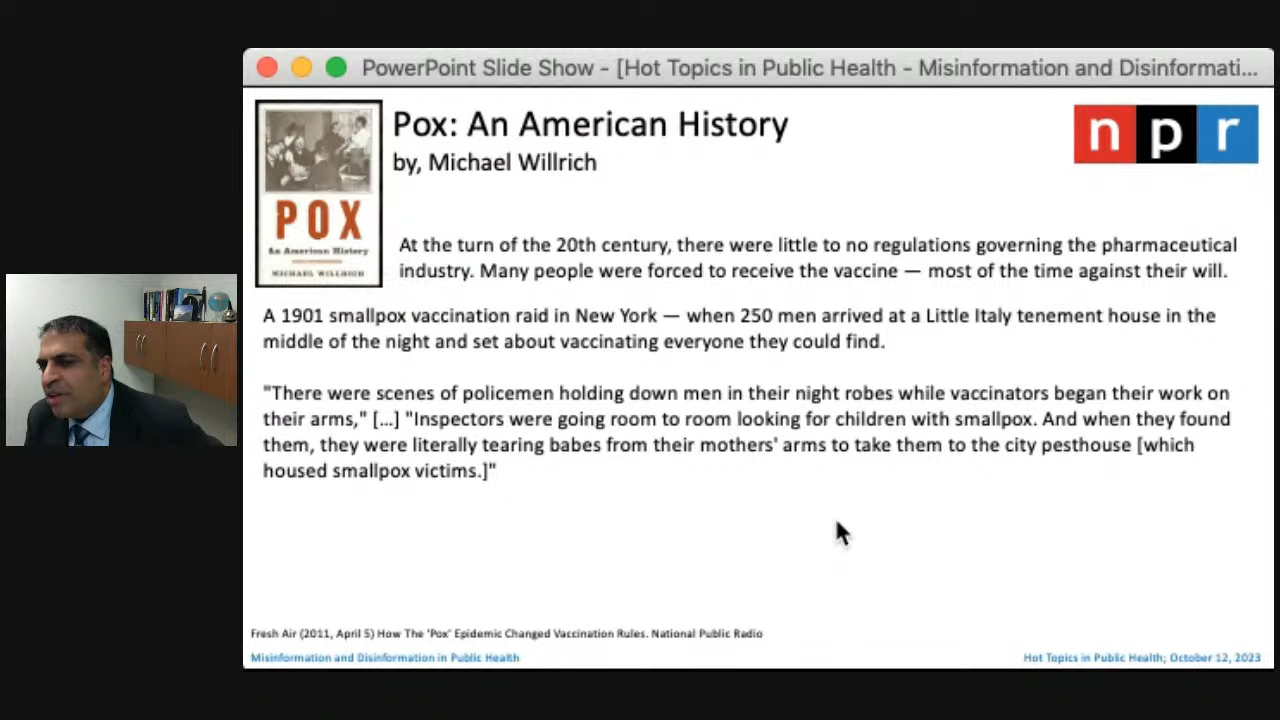 PowerPoint Slide Show - [Hot Topics in Public Health - Misinformation and Disinformati...
Pox: An American History
by, Michael Willrich
npr
POX
An American History
MICHAEL WILLRICH
At the turn of the 20th century, there were little to no regulations governing the pharmaceutical
industry. Many people were forced to receive the vaccine — most of the time against their will.
A 1901 smallpox vaccination raid in New York — when 250 men arrived at a Little Italy tenement house in the
middle of the night and set about vaccinating everyone they could find.
"There were scenes of policemen holding down men in their night robes while vaccinators began their work on
their arms," [...] "Inspectors were going room to room looking for children with smallpox. And when they found
them, they were literally tearing babes from their mothers' arms to take them to the city pesthouse [which
housed smallpox victims.]"
Fresh Air (2011, April 5) How The 'Pox' Epidemic Changed Vaccination Rules. National Public Radio
Misinformation and Disinformation in Public Health
Hot Topics in Public Health; October 12, 2023